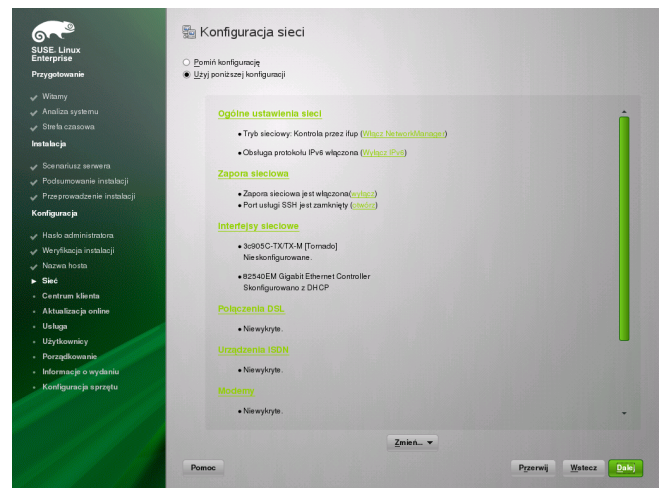 SUSE. Linux
Enterprise
Przygotowanie
Witamy
Analiza systemu
Strefa czasowa
Instalacja
Scenariusz serwera
Podsumowanie instalacji
Przeprowadzenie instalacji
Konfiguracja
Hasło administratora
Weryfikacja instalacji
Nazwa hosta
Sieć
Centrum klienta
Aktualizacja online
Usługa
Użytkownicy
Porządkowanie
Informacje o wydaniu
Konfiguracja sprzętu
Konfiguracja sieci
Pomiń konfigurację
Użyj poniższej konfiguracji
Ogólne ustawienia sieci
Tryb sieciowy: Kontrola przez ifup (Włącz NetworkManager)
Obsługa protokołu IPv6 włączona (Wyłącz IPv6)
Zapora sieciowa
Zapora sieciowa jest włączona(wyłącz)
Port usługi SSH jest zamknięty (otwórz)
Interfejsy sieciowe
3c905C-TX/TX-M [Tornado]
Nieskonfigurowane.
82540EM Gigabit Ethernet Controller
Skonfigurowano z DHCP
Połączenia DSL
Niewykryte.
Urządzenia ISDN
Niewykryte.
Modemy
Niewykryte.
Zmień...
Pomoc
Przerwij
Wstecz
Dalej